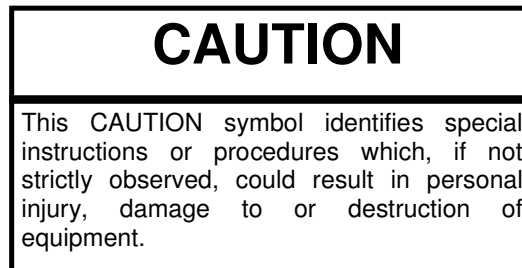 CAUTION
This CAUTION symbol identifies special
instructions or procedures which, if not
strictly observed, could result in personal
injury, damage to or destruction of
equipment.